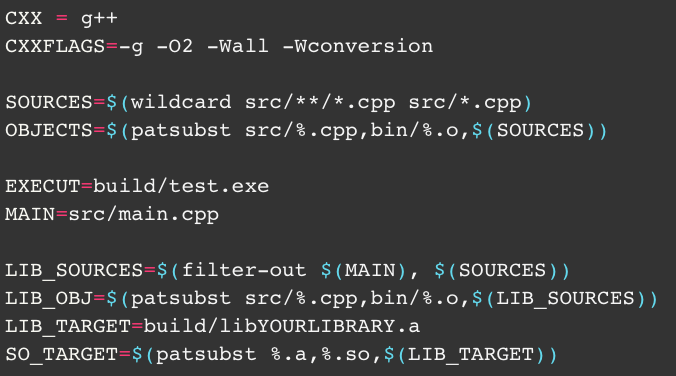 CXX = g++
CXXFLAGS=-g -O2 -Wall -Wconversion
SOURCES=$(wildcard src/**/*.cpp src/*.cpp)
OBJECTS=$(patsubst src/%.cpp,bin/%.o,$(SOURCES))
EXECUT=build/test.exe
MAIN=src/main.cpp
LIB_SOURCES=$(filter-out $(MAIN), $(SOURCES))
LIB_OBJ=$(patsubst src/%.cpp,bin/%.o,$(LIB_SOURCES))
LIB_TARGET=build/libYOURLIBRARY.a
SO_TARGET=$(patsubst %.a,%.so,$(LIB_TARGET))